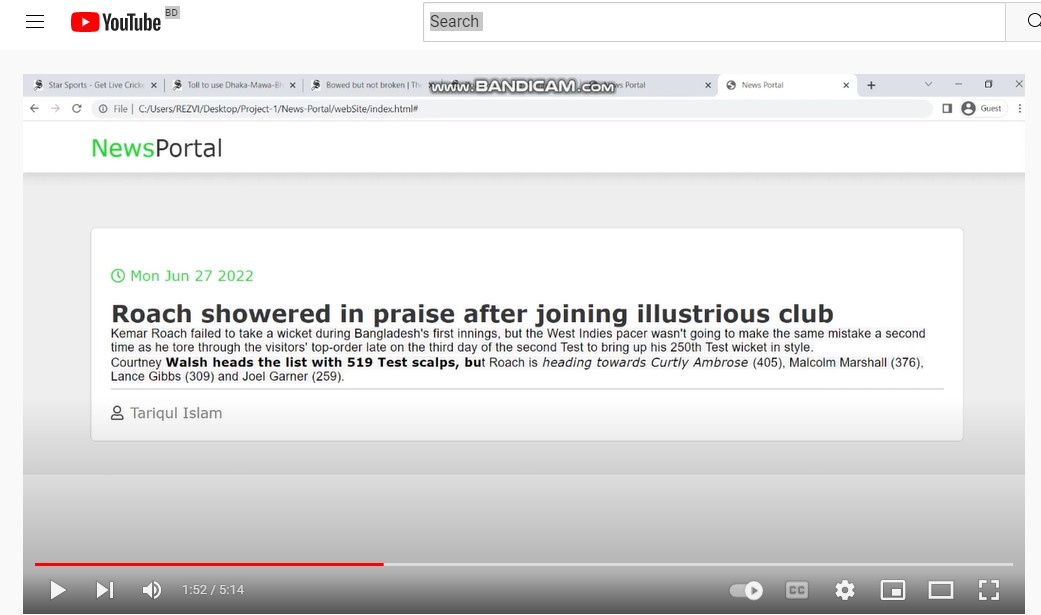 YouTube BD
Search
Star Sports - Get Live Crick
Toll to use Dhaka-Mawa-Bh
Bowed but not broken | The
www.BANDICAM.com
s Portal
News Portal
File | C:/Users/REZVI/Desktop/Project-1/News-Portal/webSite/index.html#
Guest
NewsPortal
Mon Jun 27 2022
Roach showered in praise after joining illustrious club
Kemar Roach failed to take a wicket during Bangladesh's first innings, but the West Indies pacer wasn't going to make the same mistake a second
time as he tore through the visitors' top-order late on the third day of the second Test to bring up his 250th Test wicket in style.
Courtney Walsh heads the list with 519 Test scalps, but Roach is heading towards Curtly Ambrose (405), Malcolm Marshall (376),
Lance Gibbs (309) and Joel Garner (259).
Tariqul Islam
1:52 / 5:14
CC